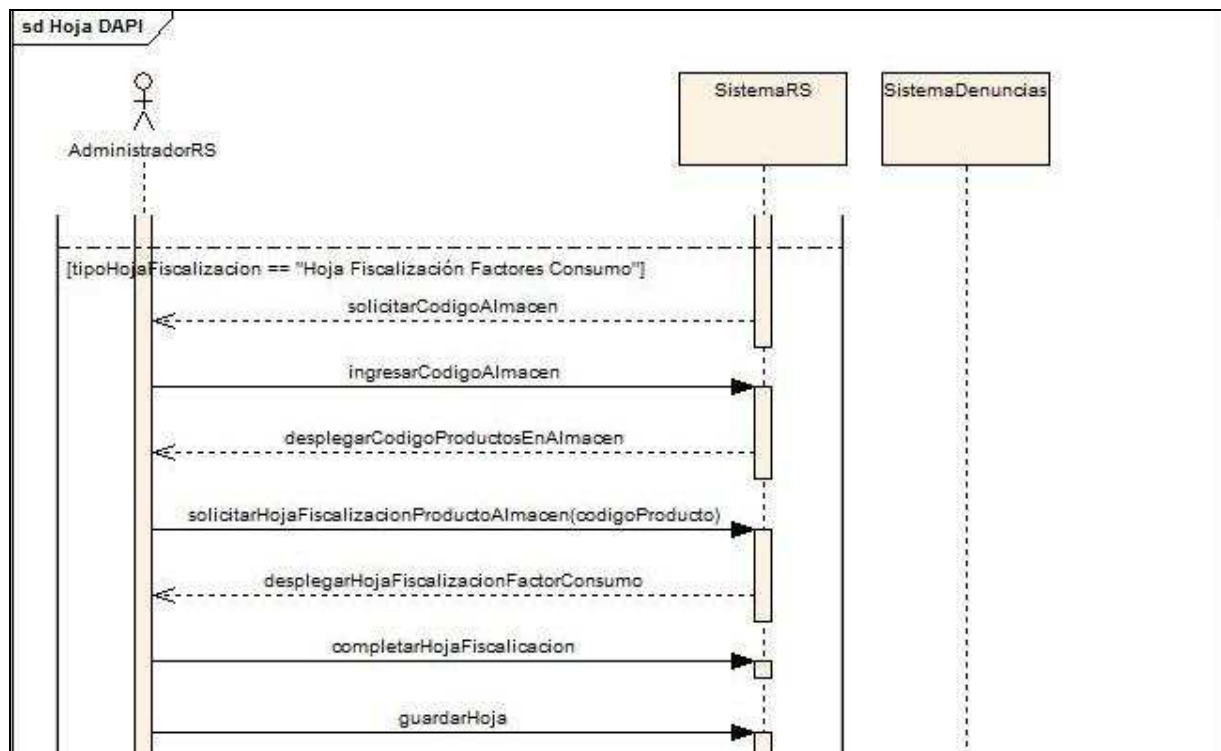 sd Hoja DAPI
SistemaRS
SistemaDenuncias
AdministradorRS
[tipoHojaFiscalizacion == "Hoja Fiscalización Factores Consumo"]
solicitarCodigoAlmacen
ingresarCodigoAlmacen
desplegarCodigoProductosEnAlmacen
solicitarHojaFiscalizacionProductoAlmacen(codigoProducto)
desplegarHojaFiscalizacionFactorConsumo
completarHojaFiscalicacion
guardarHoja